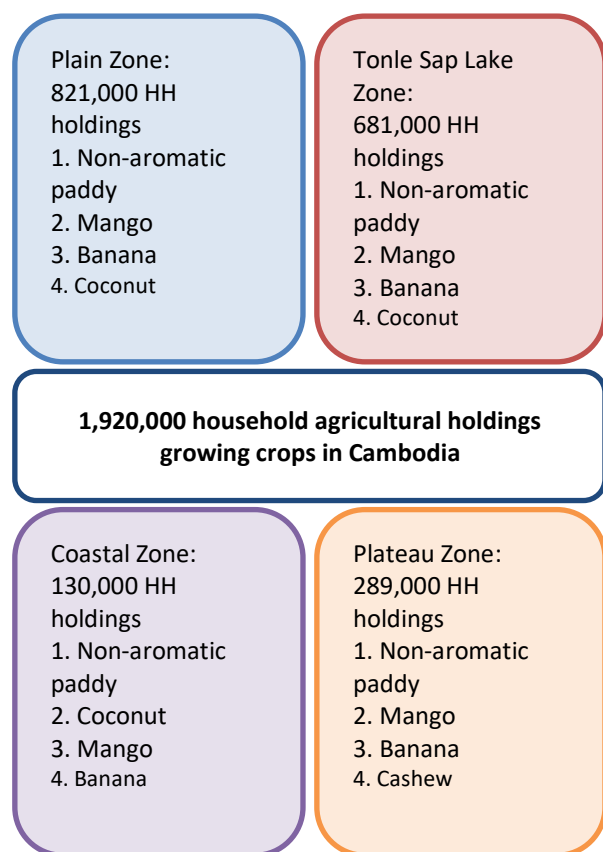 Plain Zone:
821,000 HH
holdings
1. Non-aromatic
paddy
2. Mango
3. Banana
4. Coconut
Tonle Sap Lake
Zone:
681,000 HH
holdings
1. Non-aromatic
paddy
2. Mango
3. Banana
4. Coconut
1,920,000 household agricultural holdings
growing crops in Cambodia
Coastal Zone:
130,000 HH
holdings
1. Non-aromatic
paddy
2. Coconut
3. Mango
4. Banana
Plateau Zone:
289,000 HH
holdings
1. Non-aromatic
paddy
2. Mango
3. Banana
4. Cashew